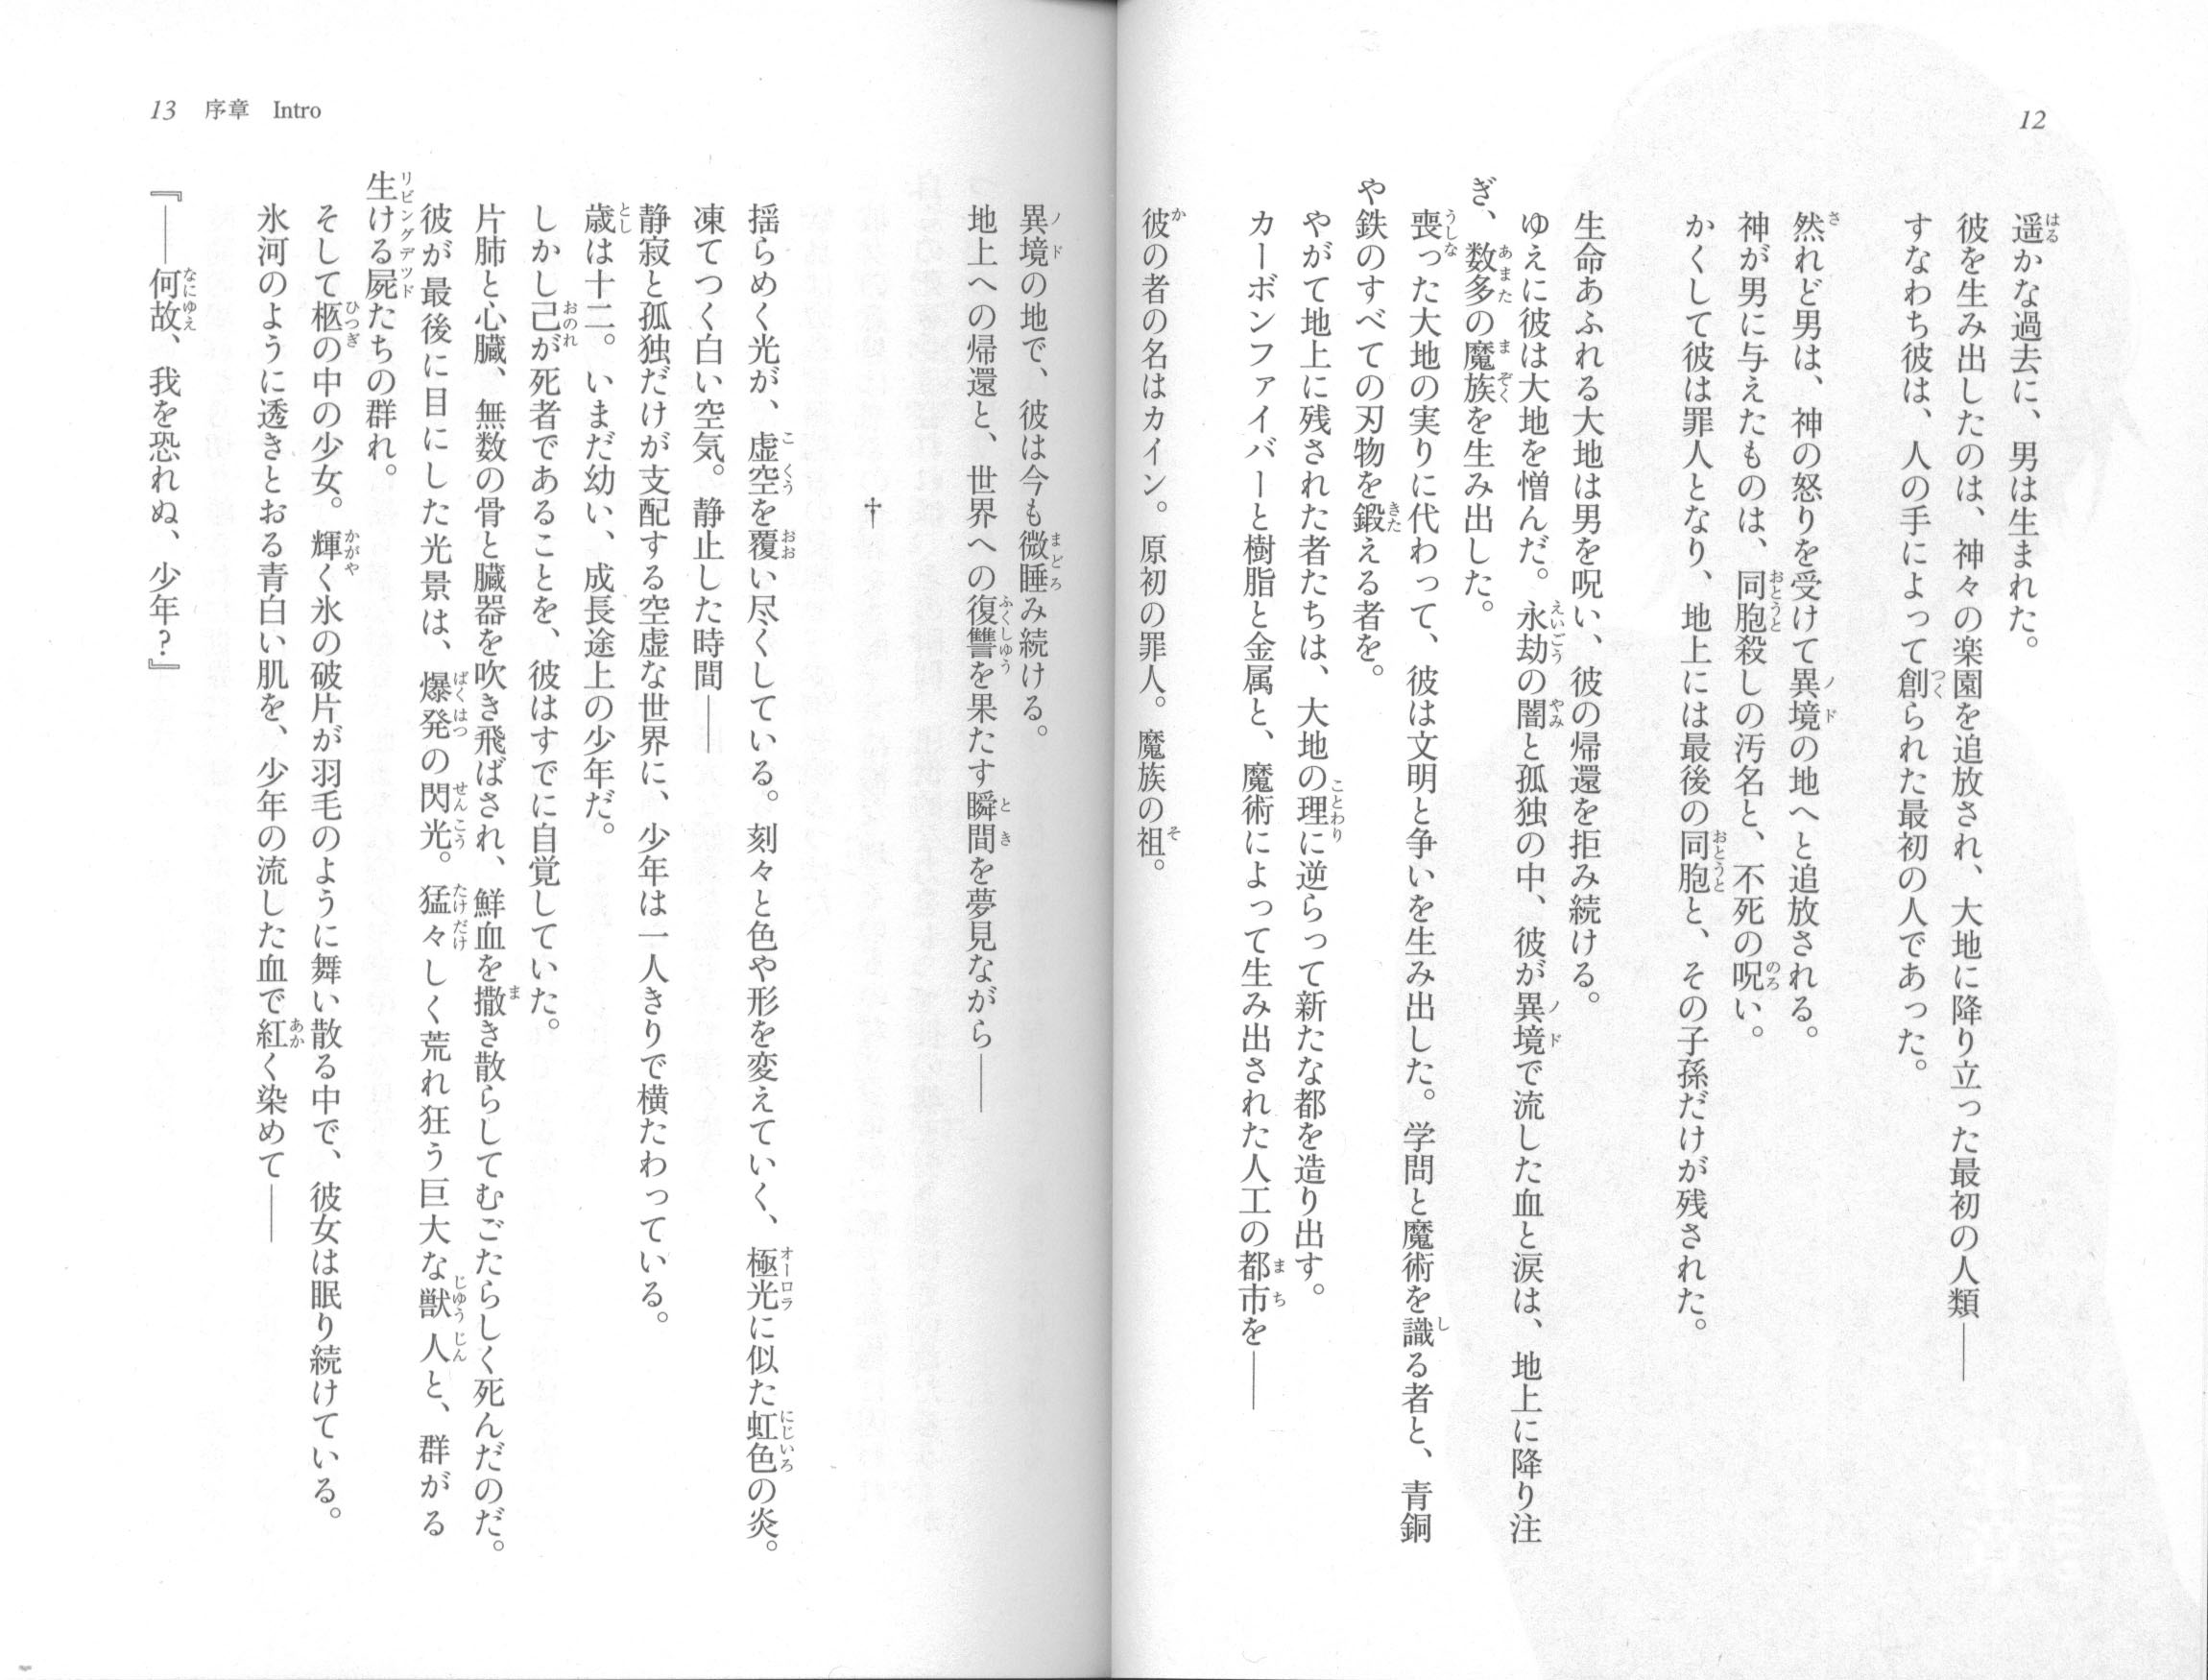 12
遥かな過去に、男は生まれた。
彼を生み出したのは、神々の楽園を追放され、大地に降り立った最初の人類――
すなわち彼は、人の手によって創られた最初の人であった。
然れど男は、神の怒りを受けて異境の地へと追放される。
神が男に与えたものは、同胞殺しの汚名と、不死の呪い。
かくして彼は罪人となり、地上には最後の同胞と、その子孫だけが残された。
生命あふれる大地は男を呪い、彼の帰還を拒み続ける。
ゆえに彼は大地を憎んだ。永劫の闇と孤独の中、彼が異境で流した血と涙は、地上に降り注
ぎ、数多の魔族を生み出した。
喪った大地の実りに代わって、彼は文明と争いを生み出した。学問と魔術を識る者と、青銅
や鉄のすべての刃物を鍛える者を。
やがて地上に残された者たちは、大地の理に逆らって新たな都を造り出す。
カーボンファイバーと樹脂と金属と、魔術によって生み出された人工の都市を――
彼の者の名はカイン。原初の罪人。魔族の祖。
異境の地で、彼は今も微睡み続ける。
地上への帰還と、世界への復讐を果たす瞬間を夢見ながら――
†
揺らめく光が、虚空を覆い尽くしている。刻々と色や形を変えていく、極光に似た虹色の炎。
凍てつく白い空気。静止した時間――
静寂と孤独だけが支配する空虚な世界に、少年は一人きりで横たわっている。
歳は十二。いまだ幼い、成長途上の少年だ。
しかし己が死者であることを、彼はすでに自覚していた。
片肺と心臓、無数の骨と臓器を吹き飛ばされ、鮮血を撒き散らしてむごたらしく死んだのだ。
彼が最後に目にした光景は、爆発の閃光。猛々しく荒れ狂う巨大な獣人と、群がる
生ける屍たちの群れ。
そして柩の中の少女。輝く氷の破片が羽毛のように舞い散る中で、彼女は眠り続けている。
氷河のように透きとおる青白い肌を、少年の流した血で紅く染めて――
『――何故、我を恐れぬ、少年？』
13 序章 Intro